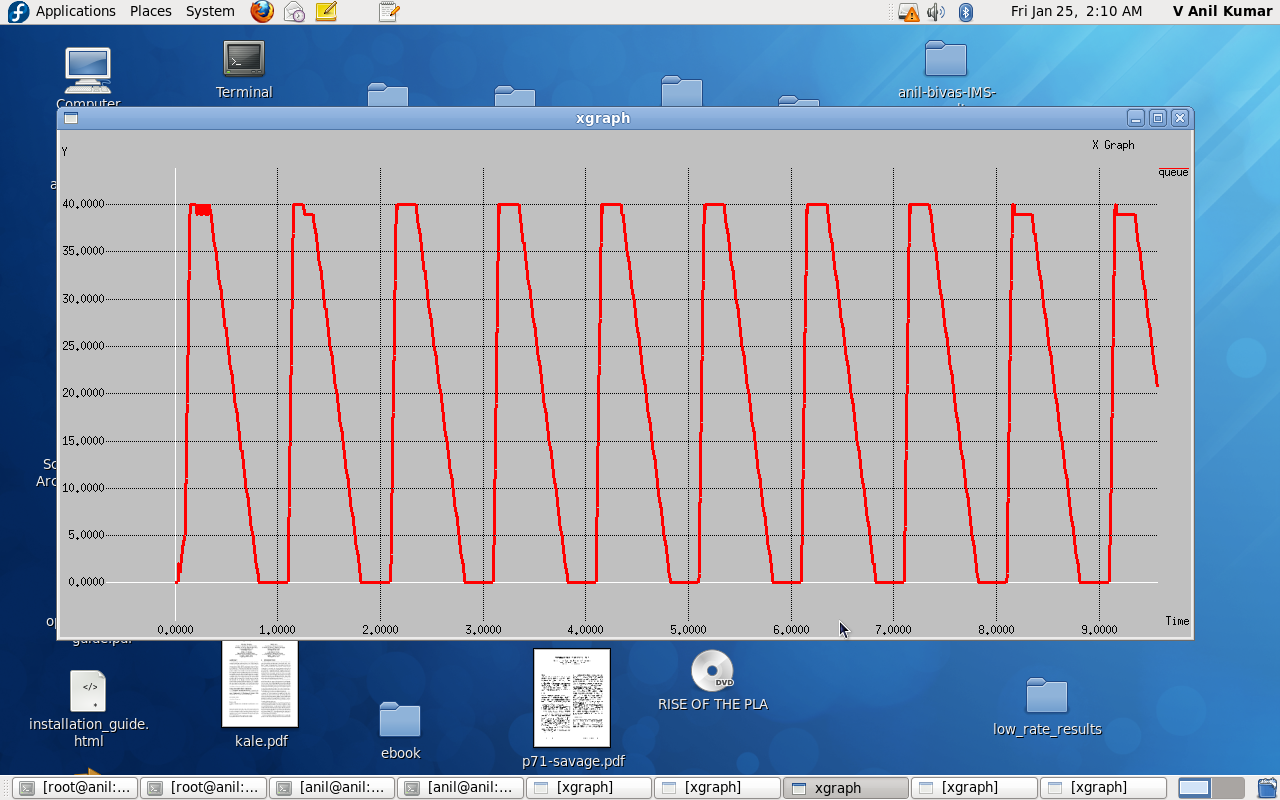 Applications Places System
Fri Jan 25, 2:10 AM V Anil Kumar
Computer
Terminal
anil-bivas-IMS-
xgraph
Y
X Graph
queue
40.0000
35.0000
30.0000
25.0000
20.0000
15.0000
10.0000
5.0000
0.0000
0.0000 1.0000 2.0000 3.0000 4.0000 5.0000 6.0000 7.0000 8.0000 9.0000
Time
guide.pdf
installation_guide.
html
kale.pdf
ebook
p71-savage.pdf
DVD
RISE OF THE PLA
low_rate_results
[root@anil:... [root@anil:... [anil@anil:... [anil@anil:... [xgraph] [xgraph] xgraph [xgraph] [xgraph]